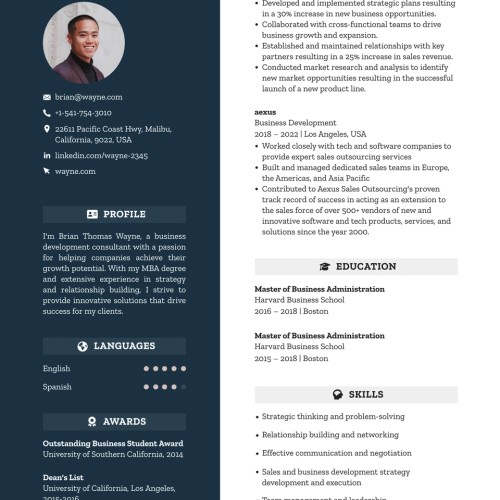 brian@wayne.com
+1-541-754-3010
22611 Pacific Coast Hwy, Malibu,
California, 9022, USA
linkedin.com/wayne-2345
wayne.com
PROFILE
I'm Brian Thomas Wayne, a business
development consultant with a passion
for helping companies achieve their
growth potential. With my MBA degree
and extensive experience in strategy
and relationship building, I strive to
provide innovative solutions that drive
success for my clients.
LANGUAGES
English
Spanish
AWARDS
Outstanding Business Student Award
University of Southern California, 2014
Dean's List
University of California, Los Angeles,
2015-2016
• Developed and implemented strategic plans resulting
in a 30% increase in new business opportunities.
• Collaborated with cross-functional teams to drive
business growth and expansion.
• Established and maintained relationships with key
partners resulting in a 25% increase in sales revenue.
• Conducted market research and analysis to identify
new market opportunities resulting in the successful
launch of a new product line.
aexus
Business Development
2018 – 2022 | Los Angeles, USA
• Worked closely with tech and software companies to
provide expert sales outsourcing services
• Built and managed dedicated sales teams in Europe,
the Americas, and Asia Pacific
• Contributed to Aexus Sales Outsourcing's proven
track record of success in acting as an extension to
the sales force of over 500+ vendors of new and
innovative software and tech products, services, and
solutions since the year 2000.
EDUCATION
Master of Business Administration
Harvard Business School
2016 – 2018 | Boston
Master of Business Administration
Harvard Business School
2015 – 2018 | Boston
SKILLS
• Strategic thinking and problem-solving
• Relationship building and networking
• Effective communication and negotiation
• Sales and business development strategy
development and execution
• Team management and leadership